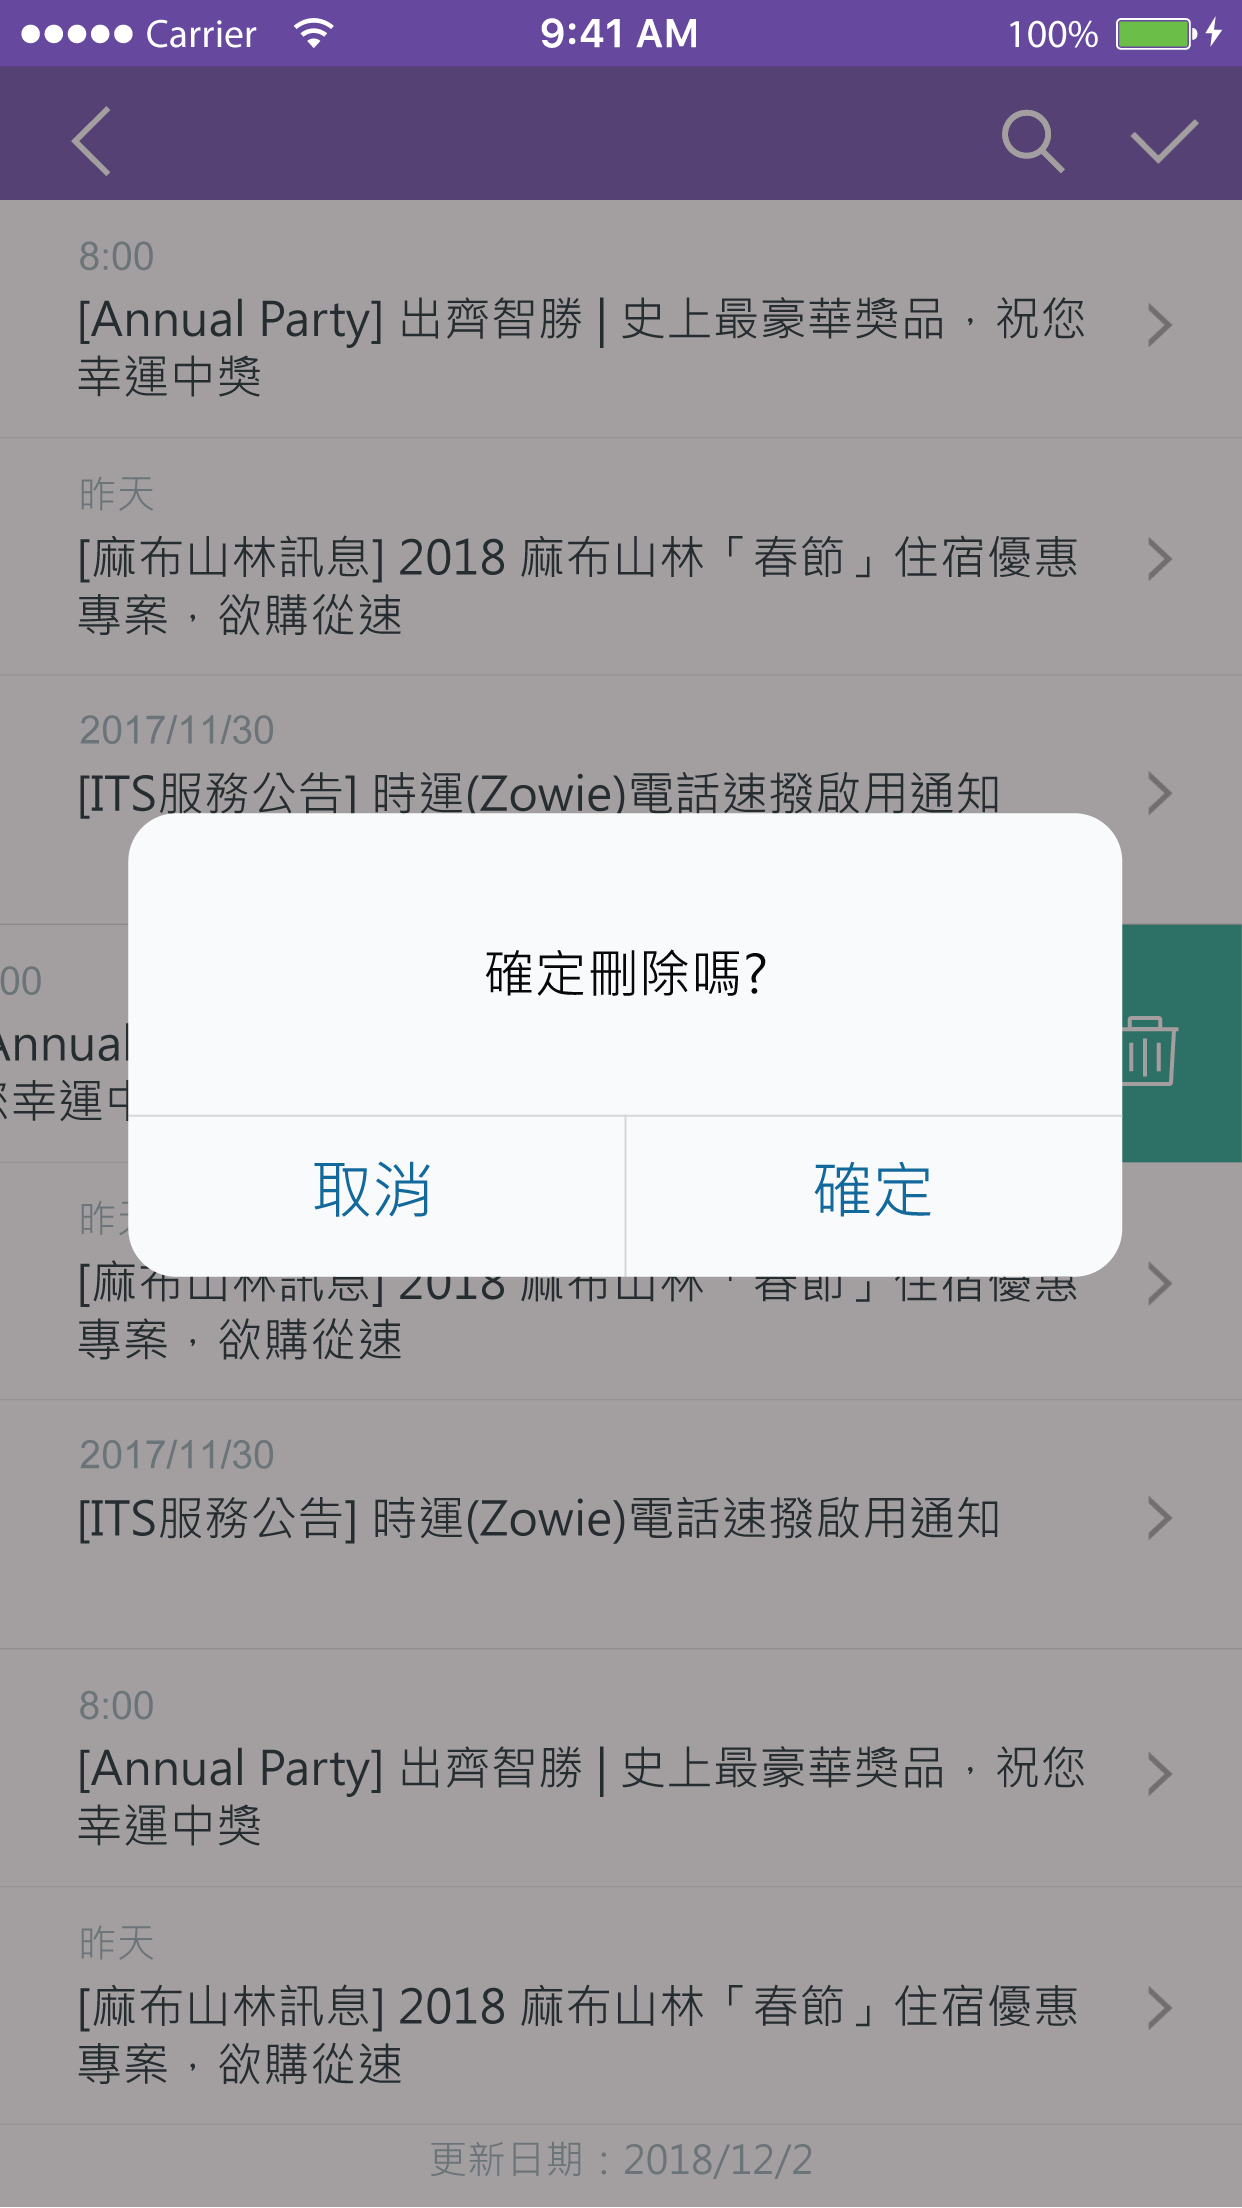 Carrier 9:41 AM 100%
8:00
[Annual Party] 出齊智勝 | 史上最豪華獎品，祝您
幸運中獎
昨天
[麻布山林訊息] 2018 麻布山林「春節」住宿優惠
專案，欲購從速
2017/11/30
[ITS服務公告] 時運(Zowie)電話速撥啟用通知
確定刪除嗎?
00
Annual
幸運中
取消
確定
昨天
[麻布山林訊息] 2018 麻布山林「春節」住宿優惠
專案，欲購從速
2017/11/30
[ITS服務公告] 時運(Zowie)電話速撥啟用通知
8:00
[Annual Party] 出齊智勝 | 史上最豪華獎品，祝您
幸運中獎
昨天
[麻布山林訊息] 2018 麻布山林「春節」住宿優惠
專案，欲購從速
更新日期：2018/12/2